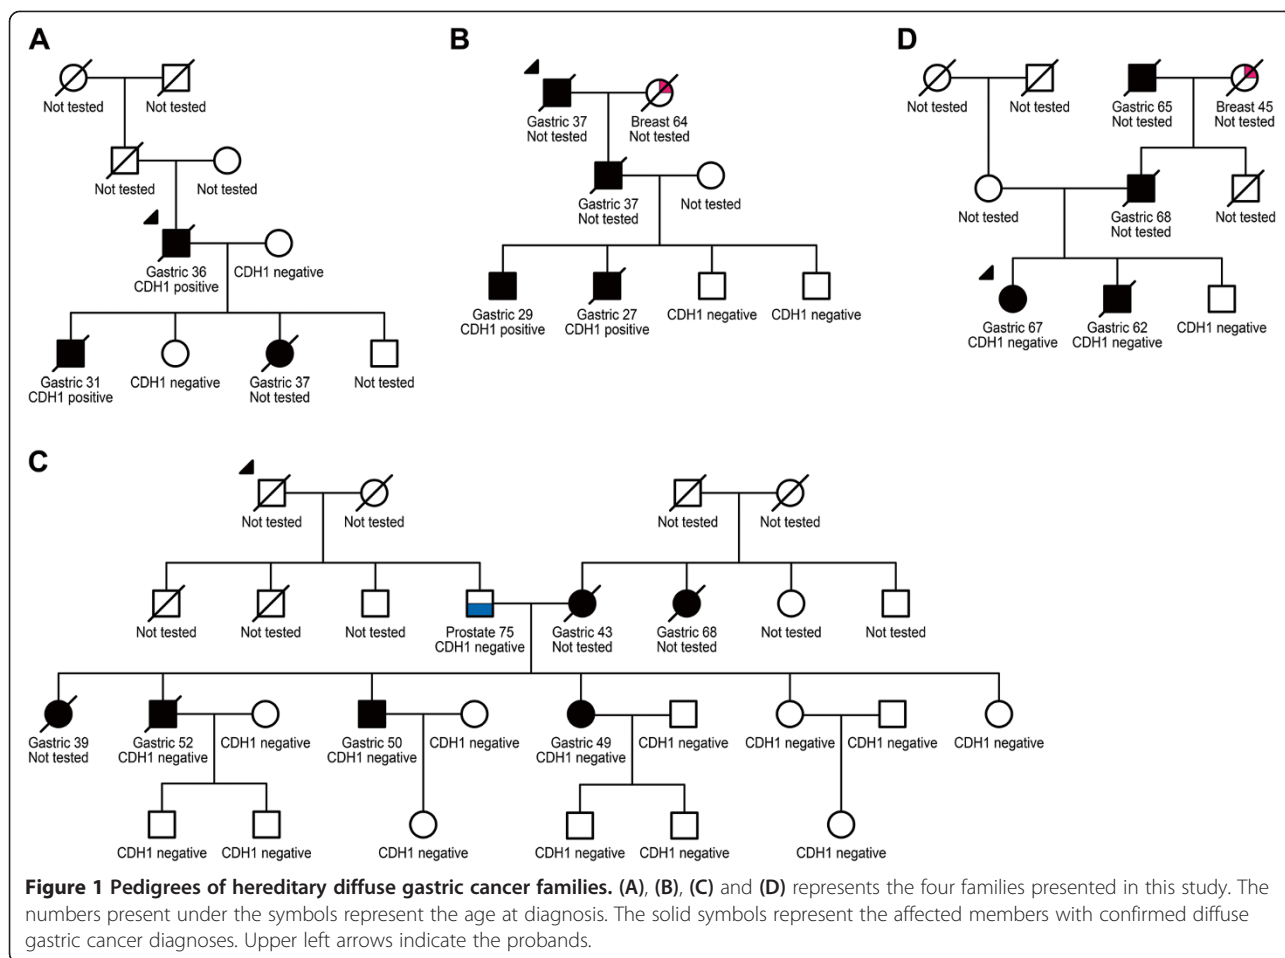 A
Not tested
Not tested
Not tested
Not tested
Gastric 36
CDH1 positive
CDH1 negative
Gastric 31
CDH1 positive
CDH1 negative
Gastric 37
Not tested
Not tested
B
Gastric 37
Not tested
Breast 64
Not tested
Gastric 37
Not tested
Not tested
Gastric 29
CDH1 positive
Gastric 27
CDH1 positive
CDH1 negative
CDH1 negative
D
Not tested
Not tested
Gastric 65
Not tested
Breast 45
Not tested
Not tested
Gastric 68
Not tested
Not tested
Gastric 67
CDH1 negative
Gastric 62
CDH1 negative
CDH1 negative
C
Not tested
Not tested
Not tested
Not tested
Not tested
Not tested
Not tested
Prostate 75
CDH1 negative
Gastric 43
Not tested
Gastric 68
Not tested
Not tested
Not tested
Gastric 39
Not tested
Gastric 52
CDH1 negative
CDH1 negative
Gastric 50
CDH1 negative
CDH1 negative
Gastric 49
CDH1 negative
CDH1 negative
CDH1 negative
CDH1 negative
CDH1 negative
CDH1 negative
CDH1 negative
CDH1 negative
CDH1 negative
CDH1 negative
CDH1 negative
Figure 1 Pedigrees of hereditary diffuse gastric cancer families. (A), (B), (C) and (D) represents the four families presented in this study. The
numbers present under the symbols represent the age at diagnosis. The solid symbols represent the affected members with confirmed diffuse
gastric cancer diagnoses. Upper left arrows indicate the probands.